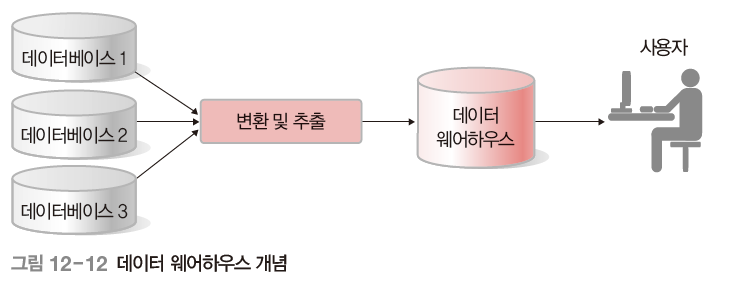 데이터베이스 1
데이터베이스 2
데이터베이스 3
변환 및 추출
데이터
웨어하우스
사용자
그림 12-12 데이터 웨어하우스 개념